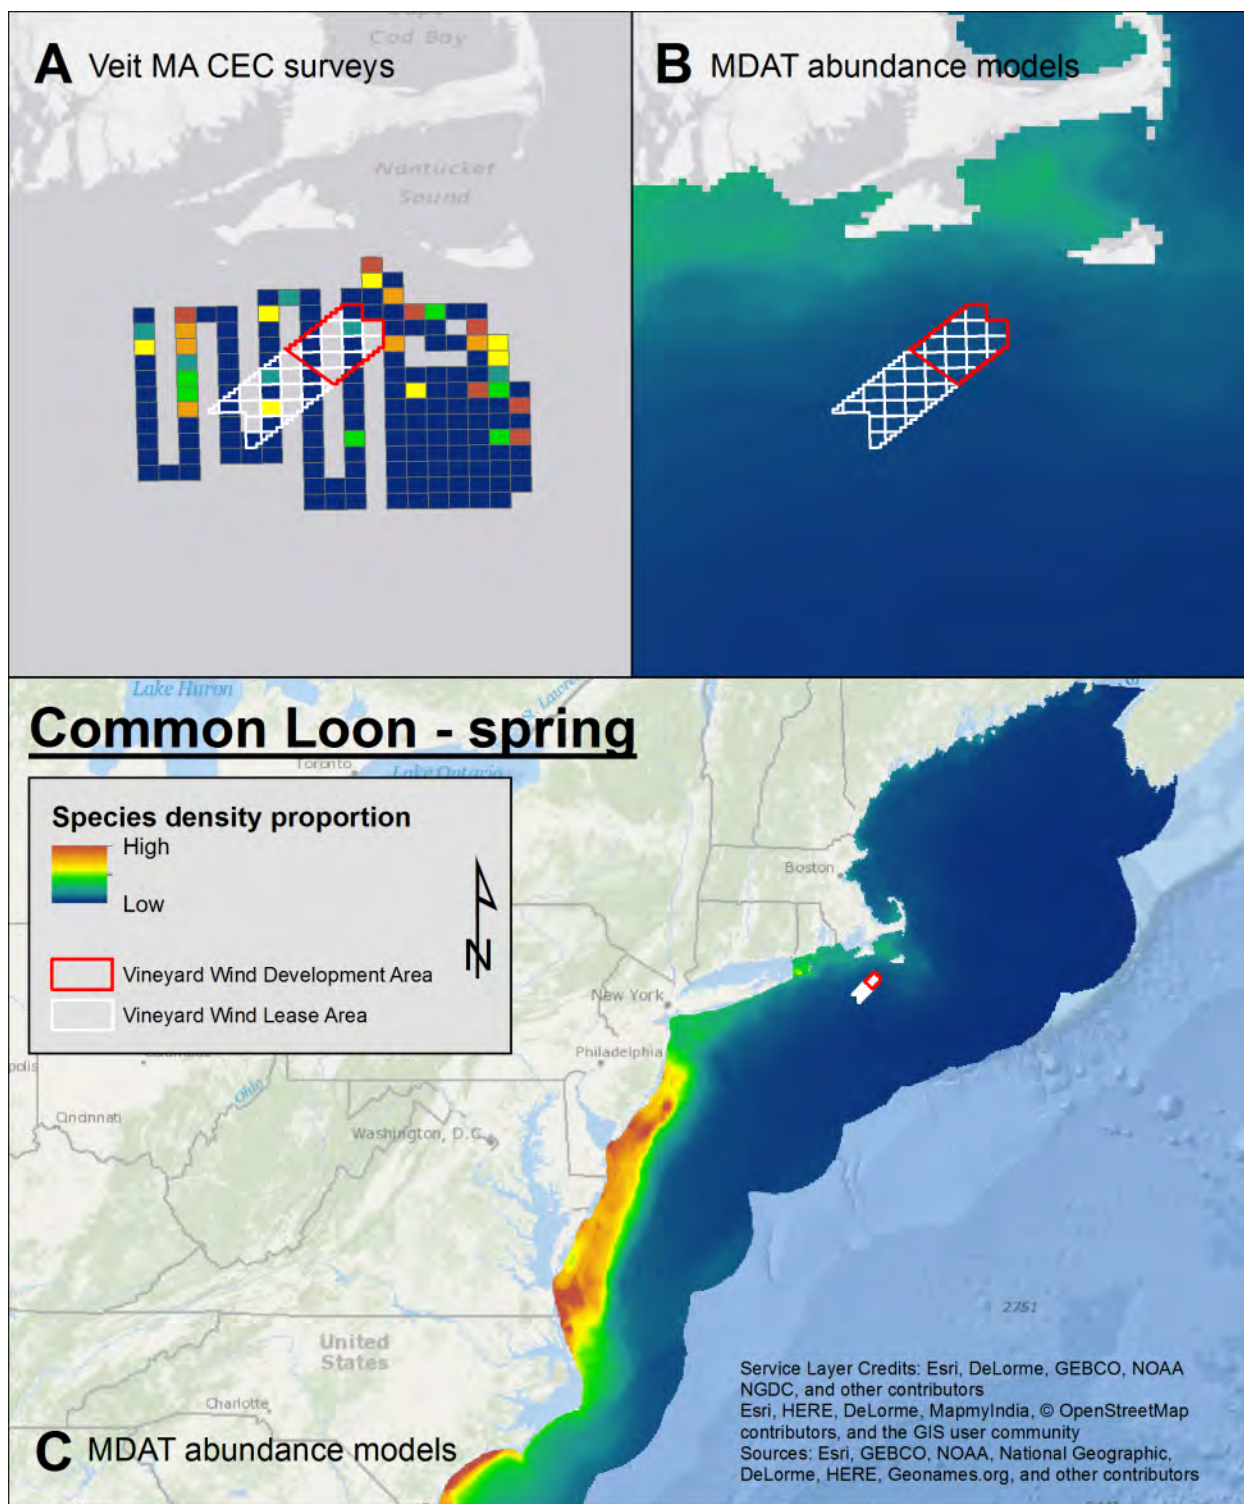 Cod Bay
A Veit MA CEC surveys
Nantucket
Sound
B MDAT abundance models
Lake Huron
St. Lawre
Common Loon - spring
Toronto
Lake Ontario
Species density proportion
High
Low
N
Vineyard Wind Development Area
Vineyard Wind Lease Area
Boston
New York
Philadelphia
polis
Ohio
Cincinnati
Washington, D.C.
2751
United
States
Charlotte
Service Layer Credits: Esri, DeLorme, GEBCO, NOAA
NGDC, and other contributors
Esri, HERE, DeLorme, MapmyIndia, © OpenStreetMap
contributors, and the GIS user community
Sources: Esri, GEBCO, NOAA, National Geographic,
DeLorme, HERE, Geonames.org, and other contributors
C MDAT abundance models